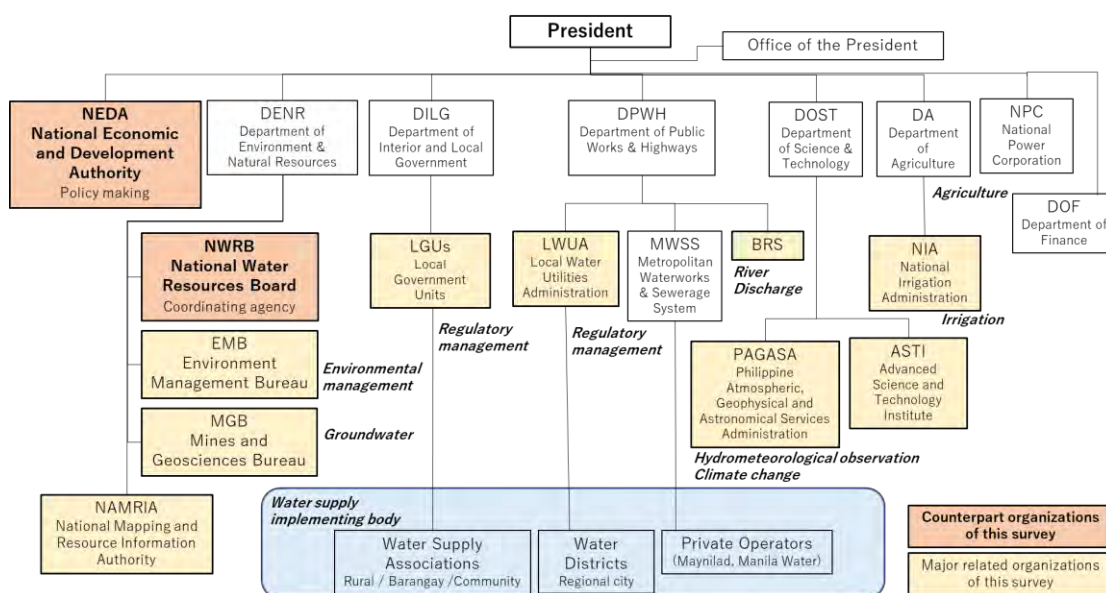 President
Office of the President
NEDA
National Economic
and Development
Authority
Policy making
DENR
Department of
Environment &
Natural Resources
DILG
Department of
Interior and Local
Government
DPWH
Department of Public
Works & Highways
DOST
Department
of Science &
Technology
DA
Department
of
Agriculture
NPC
National
Power
Corporation
DOF
Department of
Finance
Agriculture
NWRB
National Water
Resources Board
Coordinating agency
LGUs
Local
Government
Units
LWUA
Local Water
Utilities
Administration
MWSS
Metropolitan
Waterworks
& Sewerage
System
BRS
River
Discharge
NIA
National
Irrigation
Administration
Irrigation
Regulatory
management
Regulatory
management
EMB
Environment
Management Bureau
Environmental
management
PAGASA
Philippine
Atmospheric,
Geophysical and
Astronomical Services
Administration
ASTI
Advanced
Science and
Technology
Institute
MGB
Mines and
Geosciences Bureau
Groundwater
Hydrometeorological observation
Climate change
NAMRIA
National Mapping and
Resource Information
Authority
Water supply
implementing body
Water Supply
Associations
Rural / Barangay /Community
Water
Districts
Regional city
Private Operators
(Maynilad, Manila Water)
Counterpart organizations
of this survey
Major related organizations
of this survey